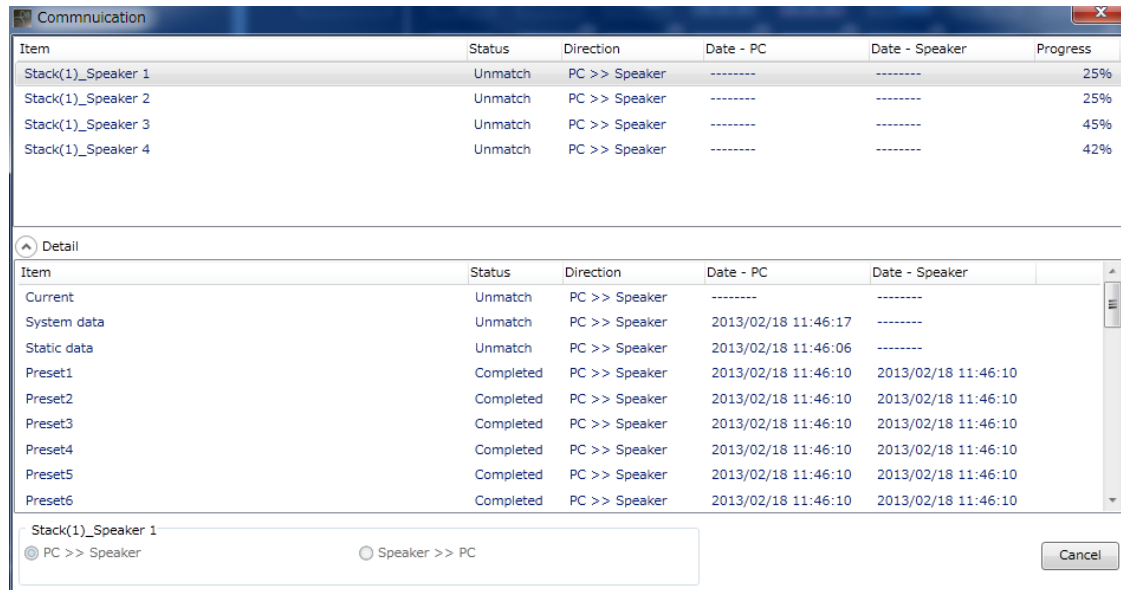 Commnuication
Item Status Direction Date - PC Date - Speaker Progress
Stack(1)_Speaker 1 Unmatch PC >> Speaker -------- -------- 25%
Stack(1)_Speaker 2 Unmatch PC >> Speaker -------- -------- 25%
Stack(1)_Speaker 3 Unmatch PC >> Speaker -------- -------- 45%
Stack(1)_Speaker 4 Unmatch PC >> Speaker -------- -------- 42%
Detail
Item Status Direction Date - PC Date - Speaker
Current Unmatch PC >> Speaker -------- --------
System data Unmatch PC >> Speaker 2013/02/18 11:46:17 --------
Static data Unmatch PC >> Speaker 2013/02/18 11:46:06 --------
Preset1 Completed PC >> Speaker 2013/02/18 11:46:10 2013/02/18 11:46:10
Preset2 Completed PC >> Speaker 2013/02/18 11:46:10 2013/02/18 11:46:10
Preset3 Completed PC >> Speaker 2013/02/18 11:46:10 2013/02/18 11:46:10
Preset4 Completed PC >> Speaker 2013/02/18 11:46:10 2013/02/18 11:46:10
Preset5 Completed PC >> Speaker 2013/02/18 11:46:10 2013/02/18 11:46:10
Preset6 Completed PC >> Speaker 2013/02/18 11:46:10 2013/02/18 11:46:10
Stack(1)_Speaker 1
PC >> Speaker Speaker >> PC
Cancel